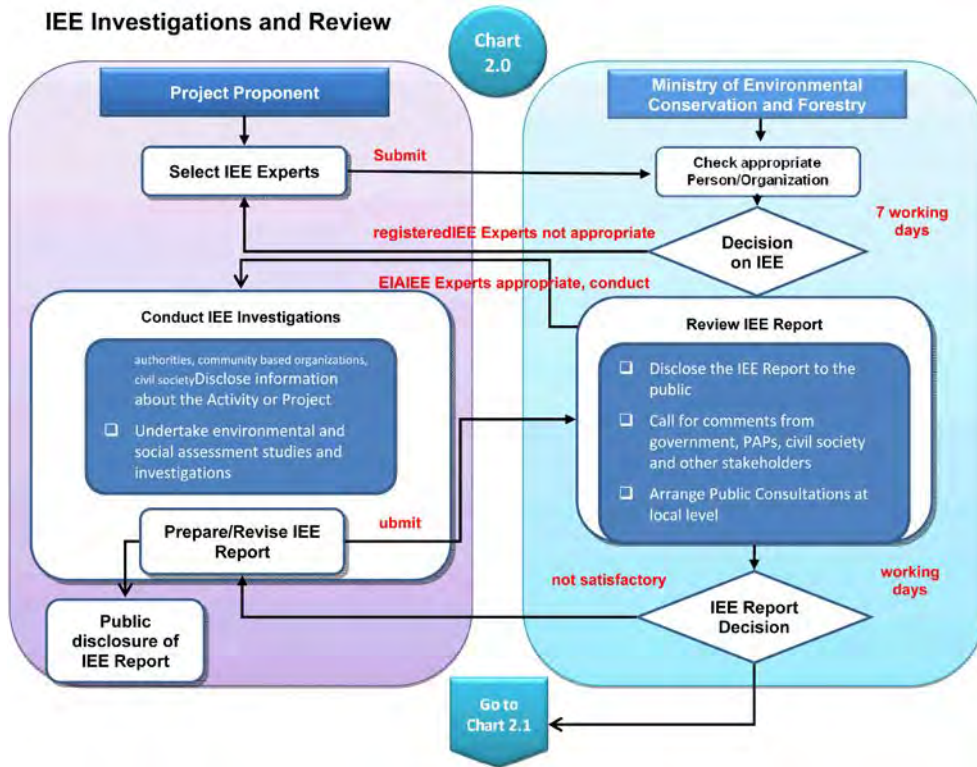 IEE Investigations and Review
Chart
2.0
Project Proponent
Ministry of Environmental
Conservation and Forestry
Select IEE Experts
Submit
Check appropriate
Person/Organization
7 working
days
registeredIEE Experts not appropriate
Decision
on IEE
EIAIEE Experts appropriate, conduct
Conduct IEE Investigations
authorities, community based organizations,
civil societyDisclose information
about the Activity or Project
Undertake environmental and
social assessment studies and
investigations
Prepare/Revise IEE
Report
ubmit
Review IEE Report
Disclose the IEE Report to the
public
Call for comments from
government, PAPs, civil society
and other stakeholders
Arrange Public Consultations at
local level
not satisfactory
working
days
IEE Report
Decision
Public
disclosure of
IEE Report
Go to
Chart 2.1